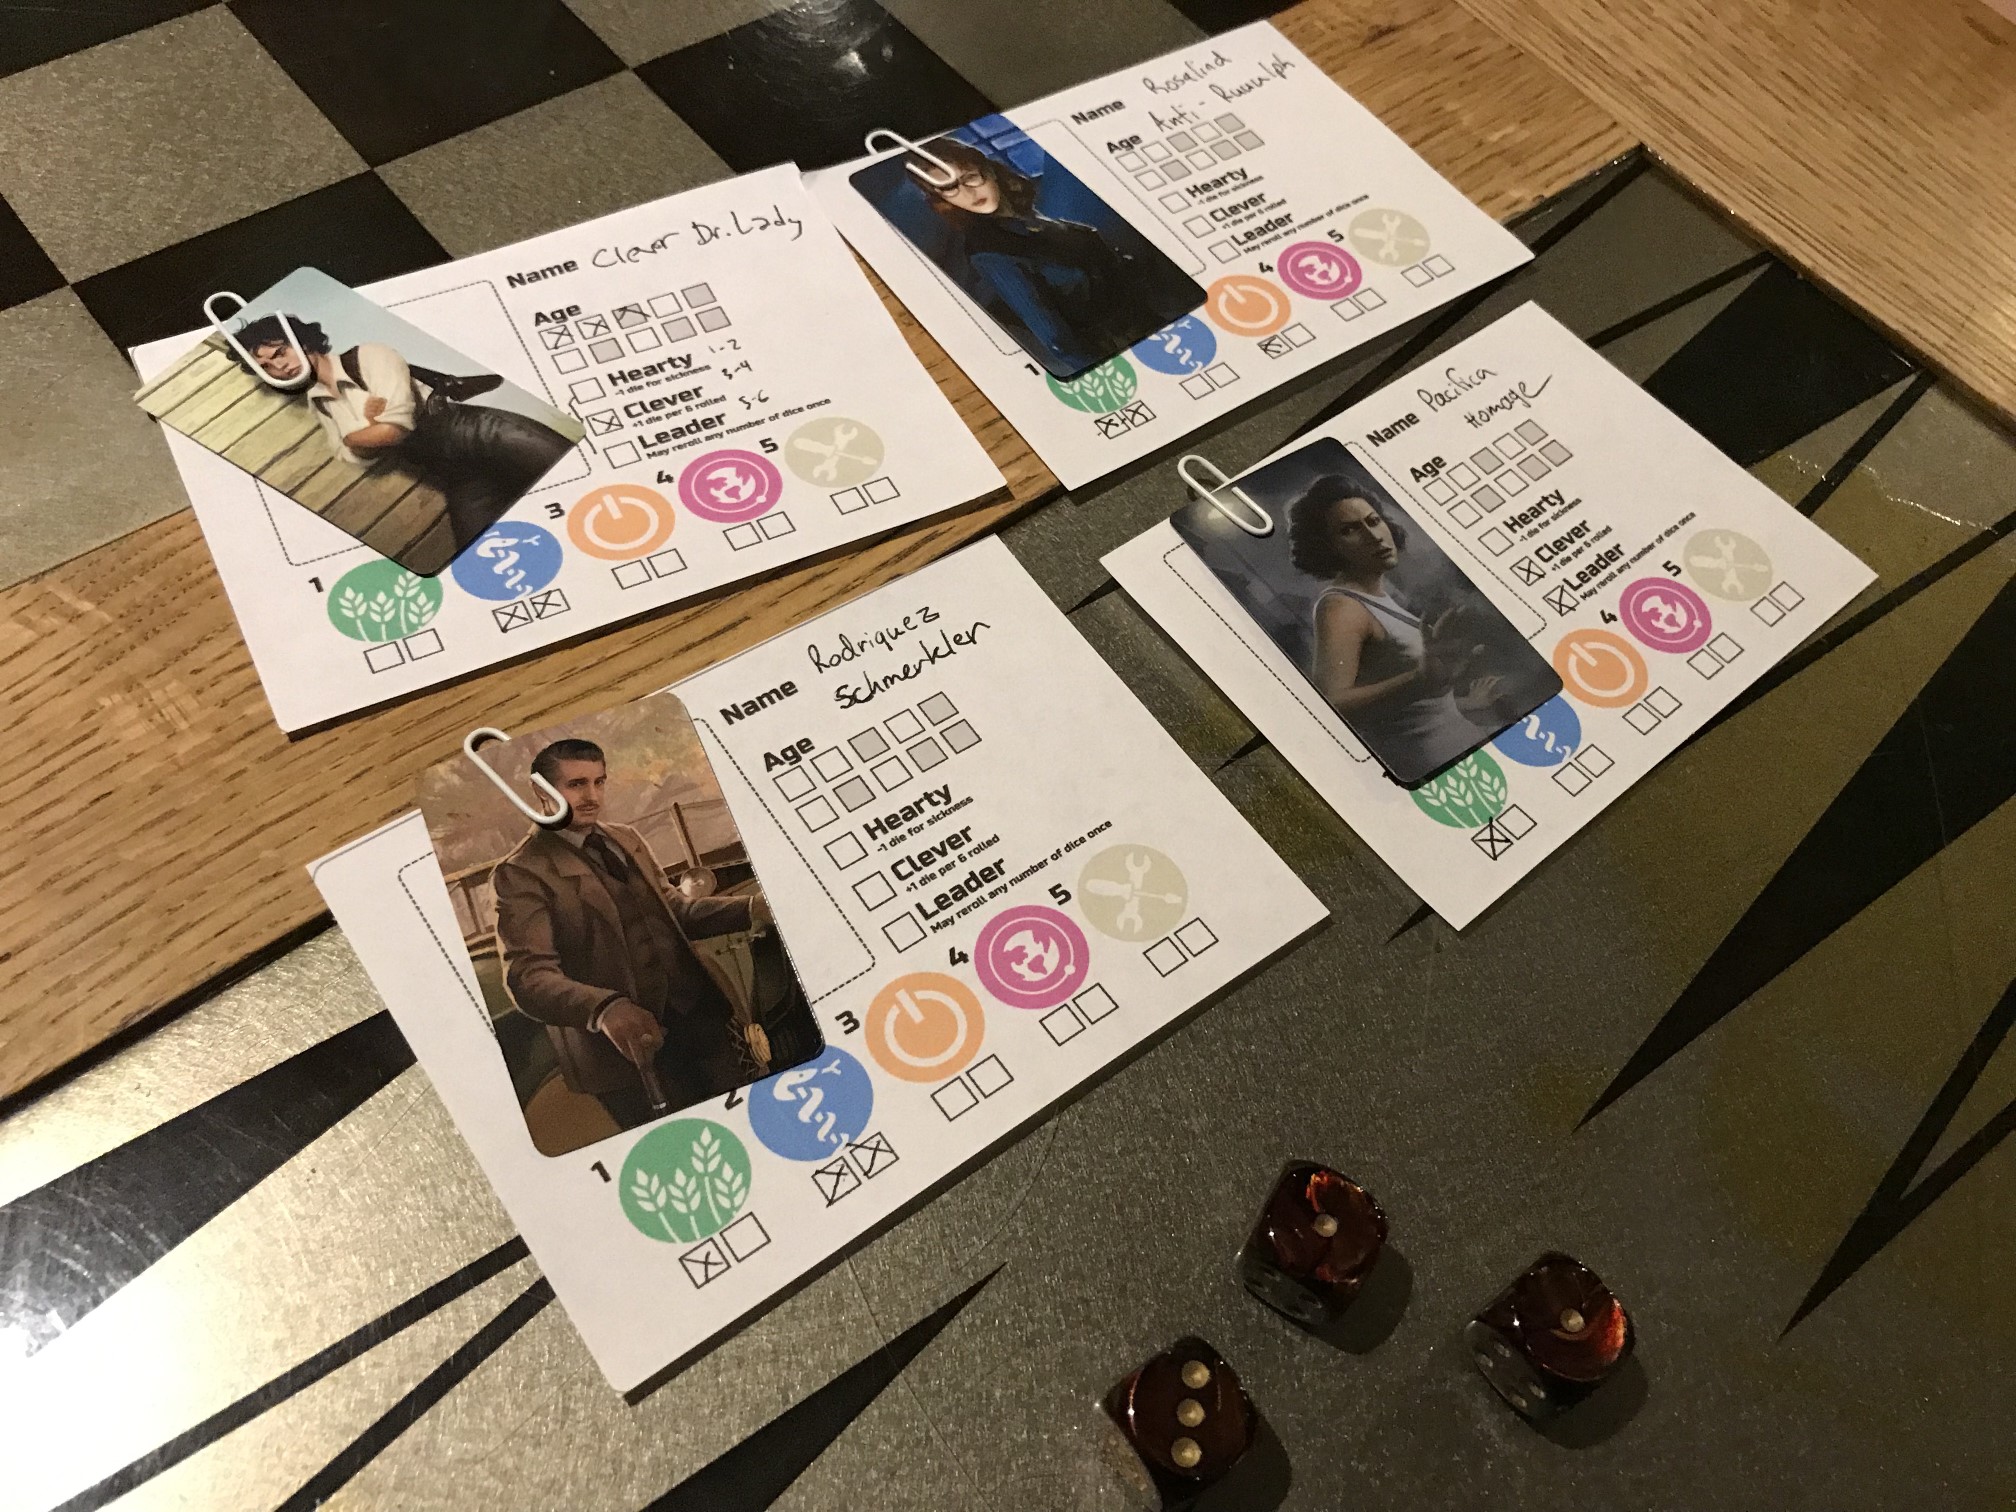 Name Clever Dr. Lady
Age
Hearty 1-2
-1 die for sickness
Clever 3-4
+1 die per 6 rolled
Leader 5-6
May reroll any number of dice once
1
3
4
5
Name Rosalind
Anti-Ruuulph
Age
Hearty
-1 die for sickness
Clever
+1 die per 6 rolled
Leader
May reroll any number of dice once
1
4
5
Name Rodriquez
Schmerkler
Age
Hearty
-1 die for sickness
Clever
+1 die per 6 rolled
Leader
May reroll any number of dice once
1
2
3
4
5
Name Pacifica
Homage
Age
Hearty
-1 die for sickness
Clever
+1 die per 6 rolled
Leader
May reroll any number of dice once
4
5